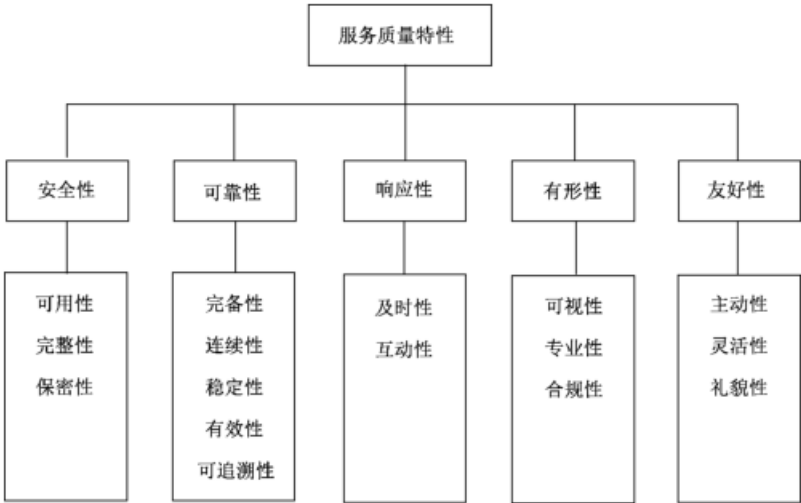 服务质量特性
安全性
可靠性
响应性
有形性
友好性
可用性
完整性
保密性
完备性
连续性
稳定性
有效性
可追溯性
及时性
互动性
可视性
专业性
合规性
主动性
灵活性
礼貌性